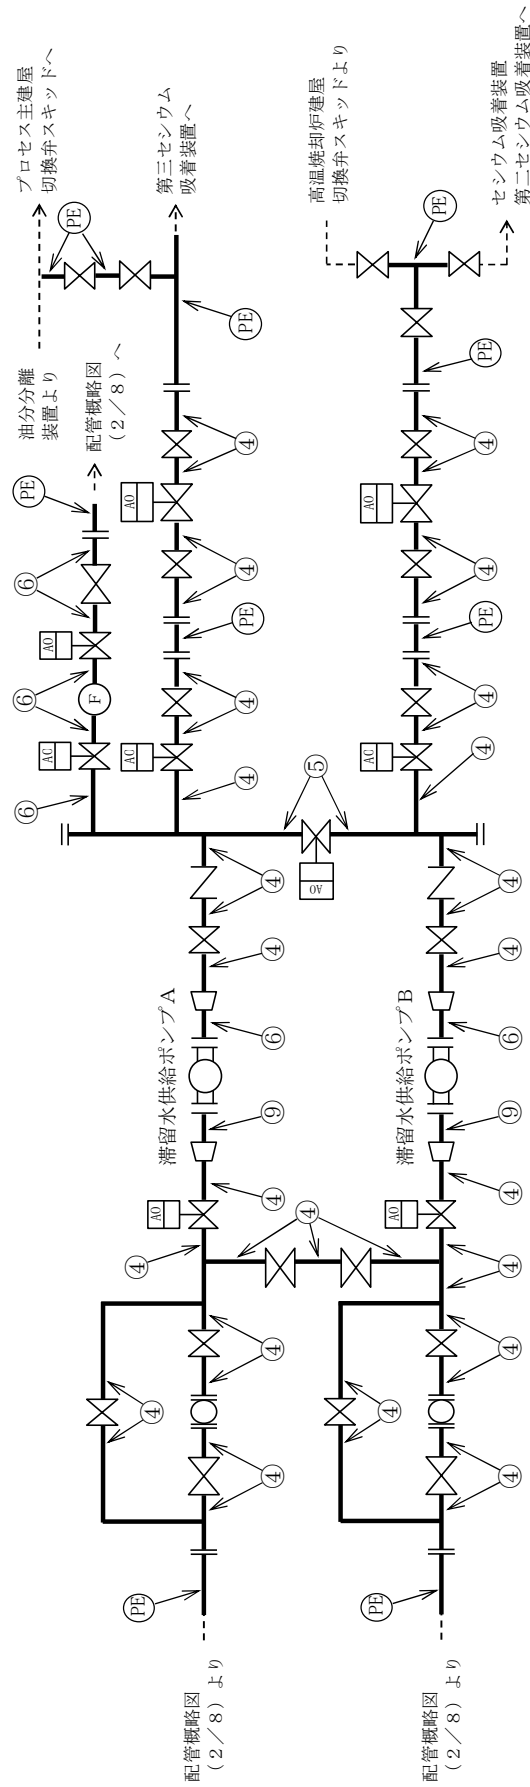 プロセス主建屋
切換弁スキッドへ
第三セシウム
吸着装置へ
高温焼却炉建屋
切換弁スキッドより
セシウム吸着装置
第二セシウム吸着装置へ
油分分離
装置より
配管概略図
(2/8) へ
PE
PE
PE
PE
PE
PE
PE
PE
④
④
④
④
④
④
④
④
⑥
⑥
⑥
AO
AO
AO
F
AC
AC
AC
⑤
AO
④
④
④
④
滞留水供給ポンプA
滞留水供給ポンプB
⑥
⑥
⑨
⑨
④
④
AO
AO
④
④
④
④
④
④
④
④
④
PE
PE
配管概略図
(2/8) より
配管概略図
(2/8) より